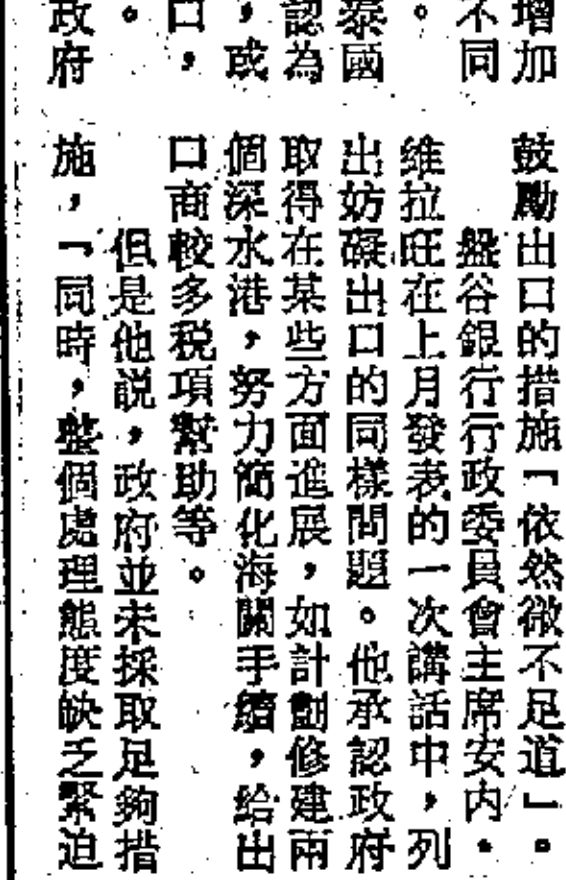 增加
不同
。
泰國
認為
，或
口，
。
政府
鼓勵出口的措施「依然微不足道」。
盤谷銀行行政委員會主席安内·
維拉旺在上月發表的一次講話中，列
出妨礙出口的同樣問題。他承認政府
取得在某些方面進展，如計劃修建兩
個深水港，努力簡化海關手續，給出
口商較多稅項幫助等。
但是他說，政府並未採取足夠措
施，「同時，整個處理態度缺乏緊迫